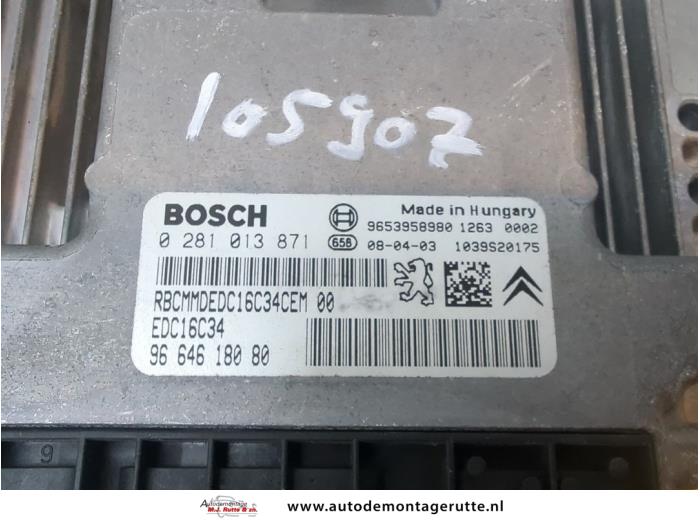 105907
BOSCH
Made in Hungary
9653958980 1263 0002
0 281 013 871
658 08-04-03 1039S20175
RBCMMDEDC16C34CEM 00
EDC16C34
96 646 180 80
9
Autodemontage
M.J. Rutte & zn.
www.autodemontagerutte.nl